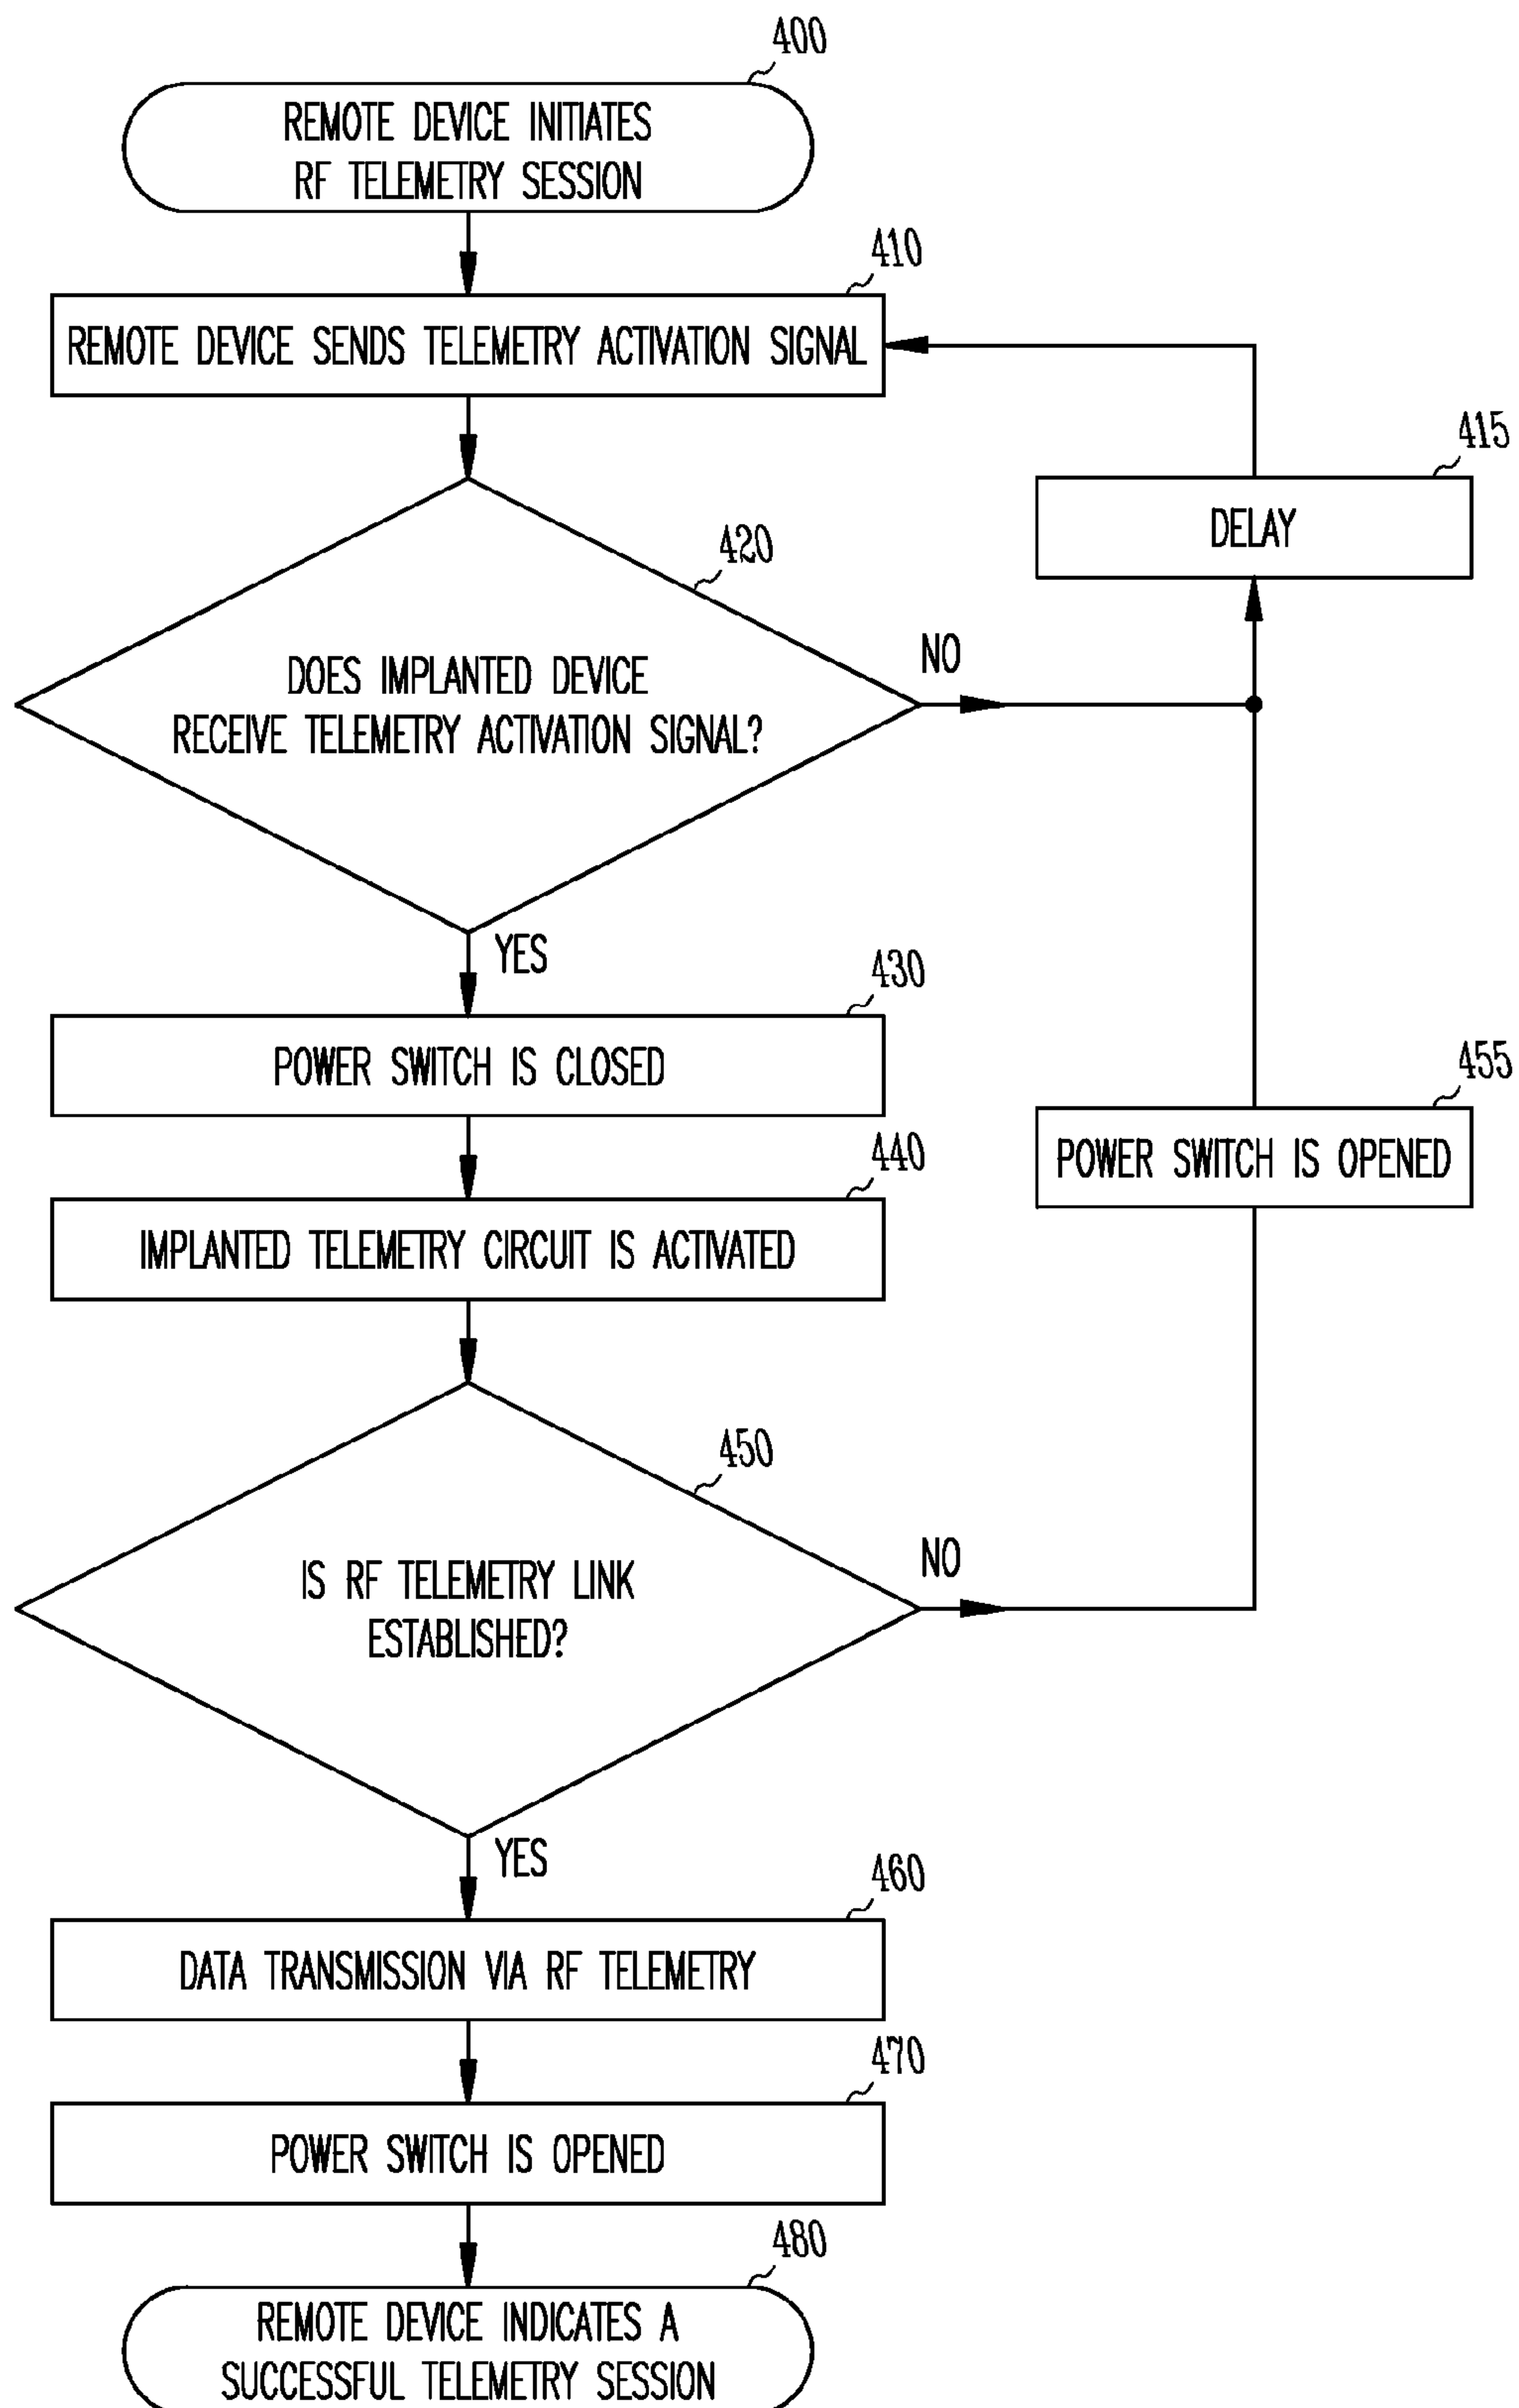 400
REMOTE DEVICE INITIATES
RF TELEMETRY SESSION
410
REMOTE DEVICE SENDS TELEMETRY ACTIVATION SIGNAL
415
DELAY
420
DOES IMPLANTED DEVICE
RECEIVE TELEMETRY ACTIVATION SIGNAL?
NO
YES
430
POWER SWITCH IS CLOSED
455
POWER SWITCH IS OPENED
440
IMPLANTED TELEMETRY CIRCUIT IS ACTIVATED
450
IS RF TELEMETRY LINK
ESTABLISHED?
NO
YES
460
DATA TRANSMISSION VIA RF TELEMETRY
470
POWER SWITCH IS OPENED
480
REMOTE DEVICE INDICATES A
SUCCESSFUL TELEMETRY SESSION